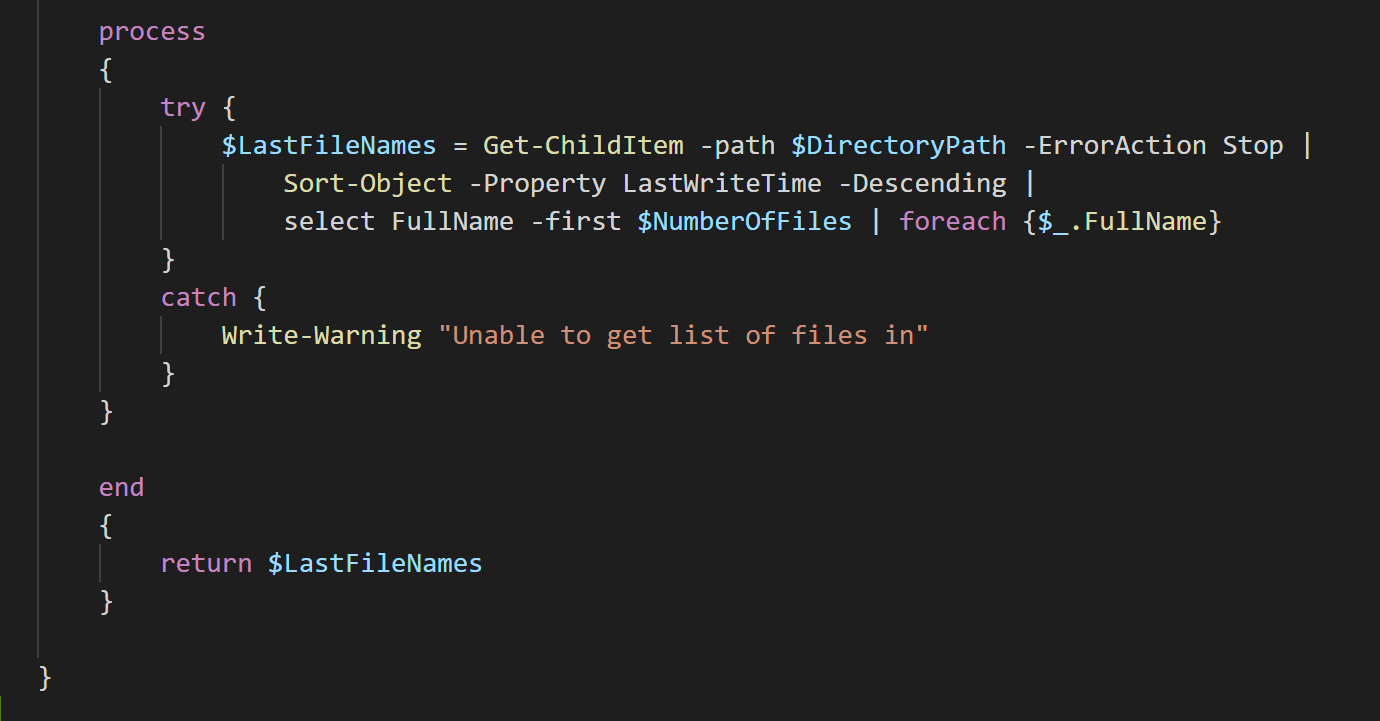 process
{
try {
$LastFileNames = Get-ChildItem -path $DirectoryPath -ErrorAction Stop |
Sort-Object -Property LastWriteTime -Descending |
select FullName -first $NumberOfFiles | foreach {$_.FullName}
}
catch {
Write-Warning "Unable to get list of files in"
}
}
end
{
return $LastFileNames
}
}